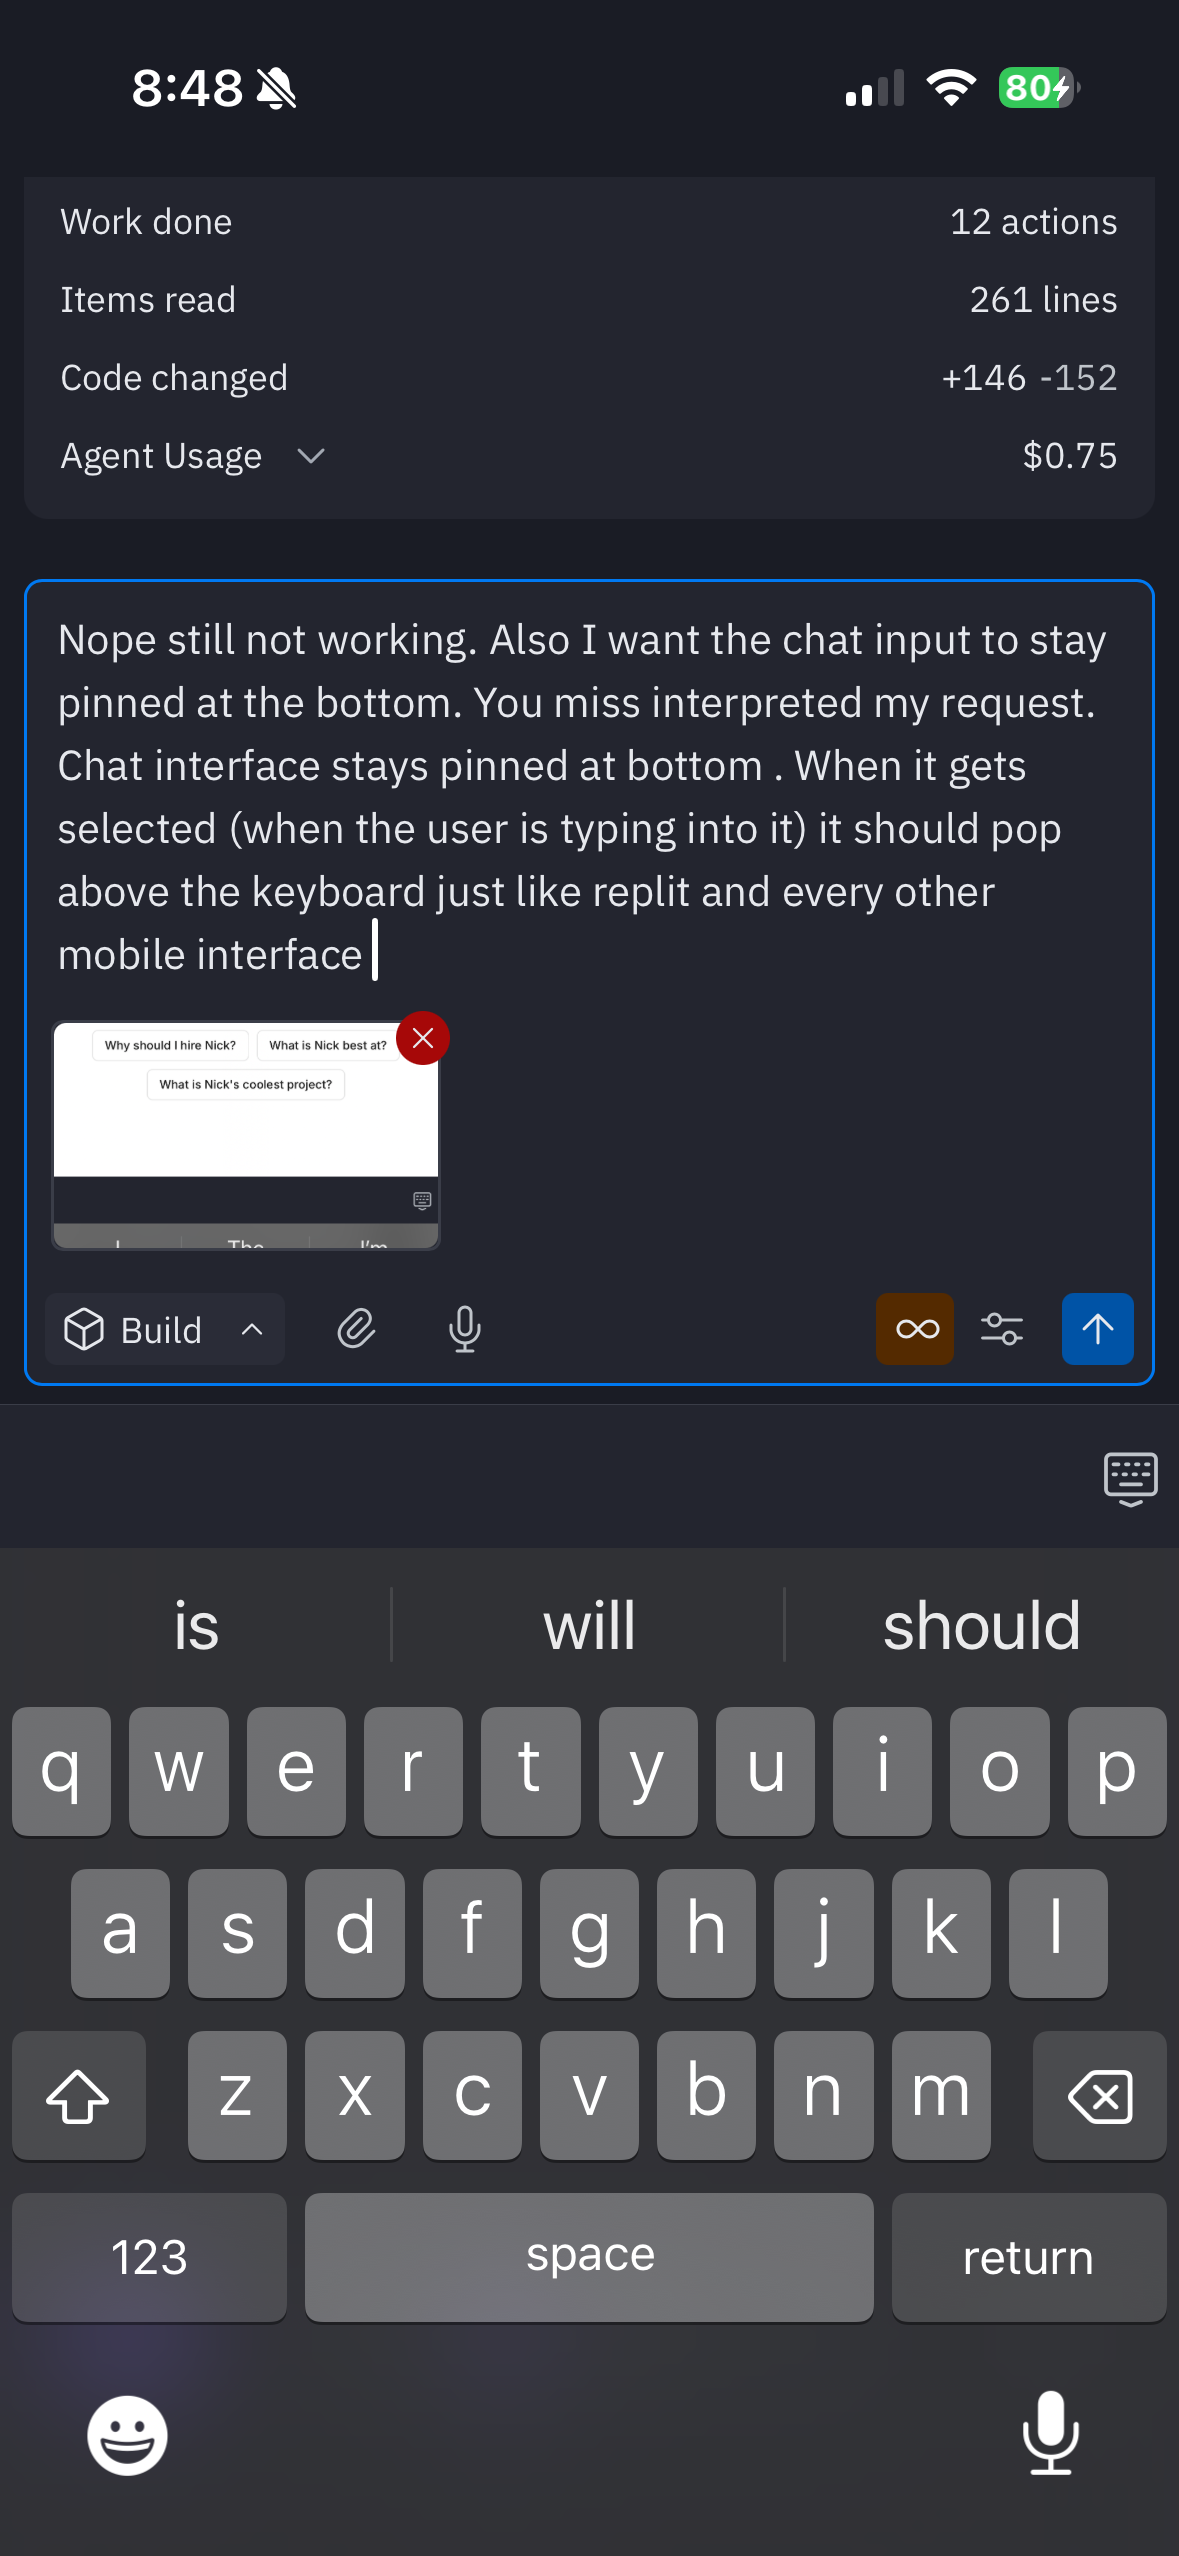 8:48
80
Work done 12 actions
Items read 261 lines
Code changed +146 -152
Agent Usage $0.75
Nope still not working. Also I want the chat input to stay
pinned at the bottom. You miss interpreted my request.
Chat interface stays pinned at bottom . When it gets
selected (when the user is typing into it) it should pop
above the keyboard just like replit and every other
mobile interface
Why should I hire Nick? What is Nick best at?
What is Nick's coolest project?
I The I'm
Build
is will should
q w e r t y u i o p
a s d f g h j k l
z x c v b n m
123 space return